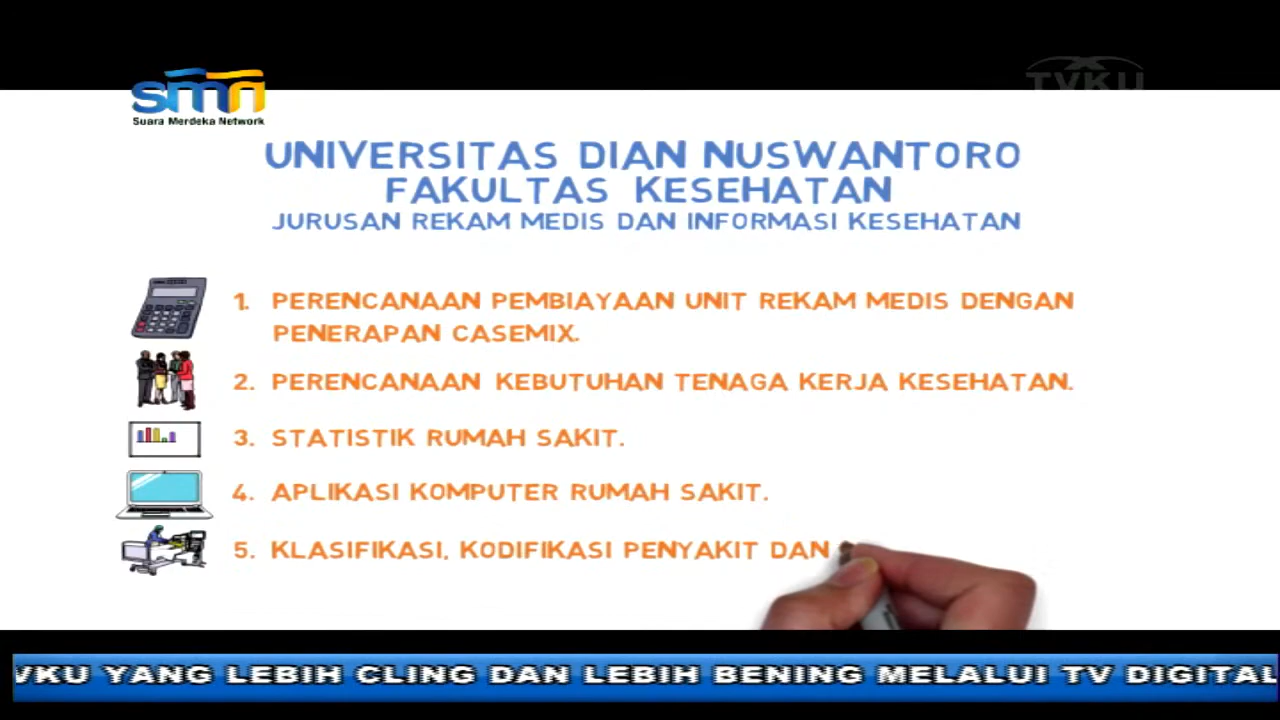 smn
Suara Merdeka Network
TVKU
UNIVERSITAS DIAN NUSWANTORO
FAKULTAS KESEHATAN
JURUSAN REKAM MEDIS DAN INFORMASI KESEHATAN
1. PERENCANAAN PEMBIAYAAN UNIT REKAM MEDIS DENGAN
PENERAPAN CASEMIX.
2. PERENCANAAN KEBUTUHAN TENAGA KERJA KESEHATAN.
3. STATISTIK RUMAH SAKIT.
4. APLIKASI KOMPUTER RUMAH SAKIT.
5. KLASIFIKASI, KODIFIKASI PENYAKIT DAN
VKU YANG LEBIH CLING DAN LEBIH BENING MELALUI TV DIGITAL